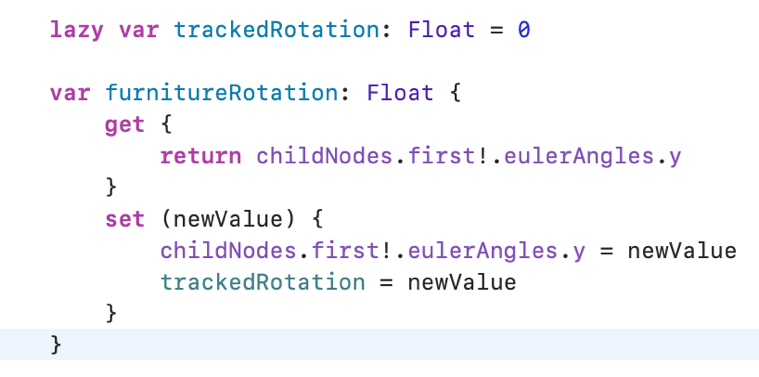 lazy var trackedRotation: Float = 0
var furnitureRotation: Float {
get {
return childNodes.first!.eulerAngles.y
}
set (newValue) {
childNodes.first!.eulerAngles.y = newValue
trackedRotation = newValue
}
}